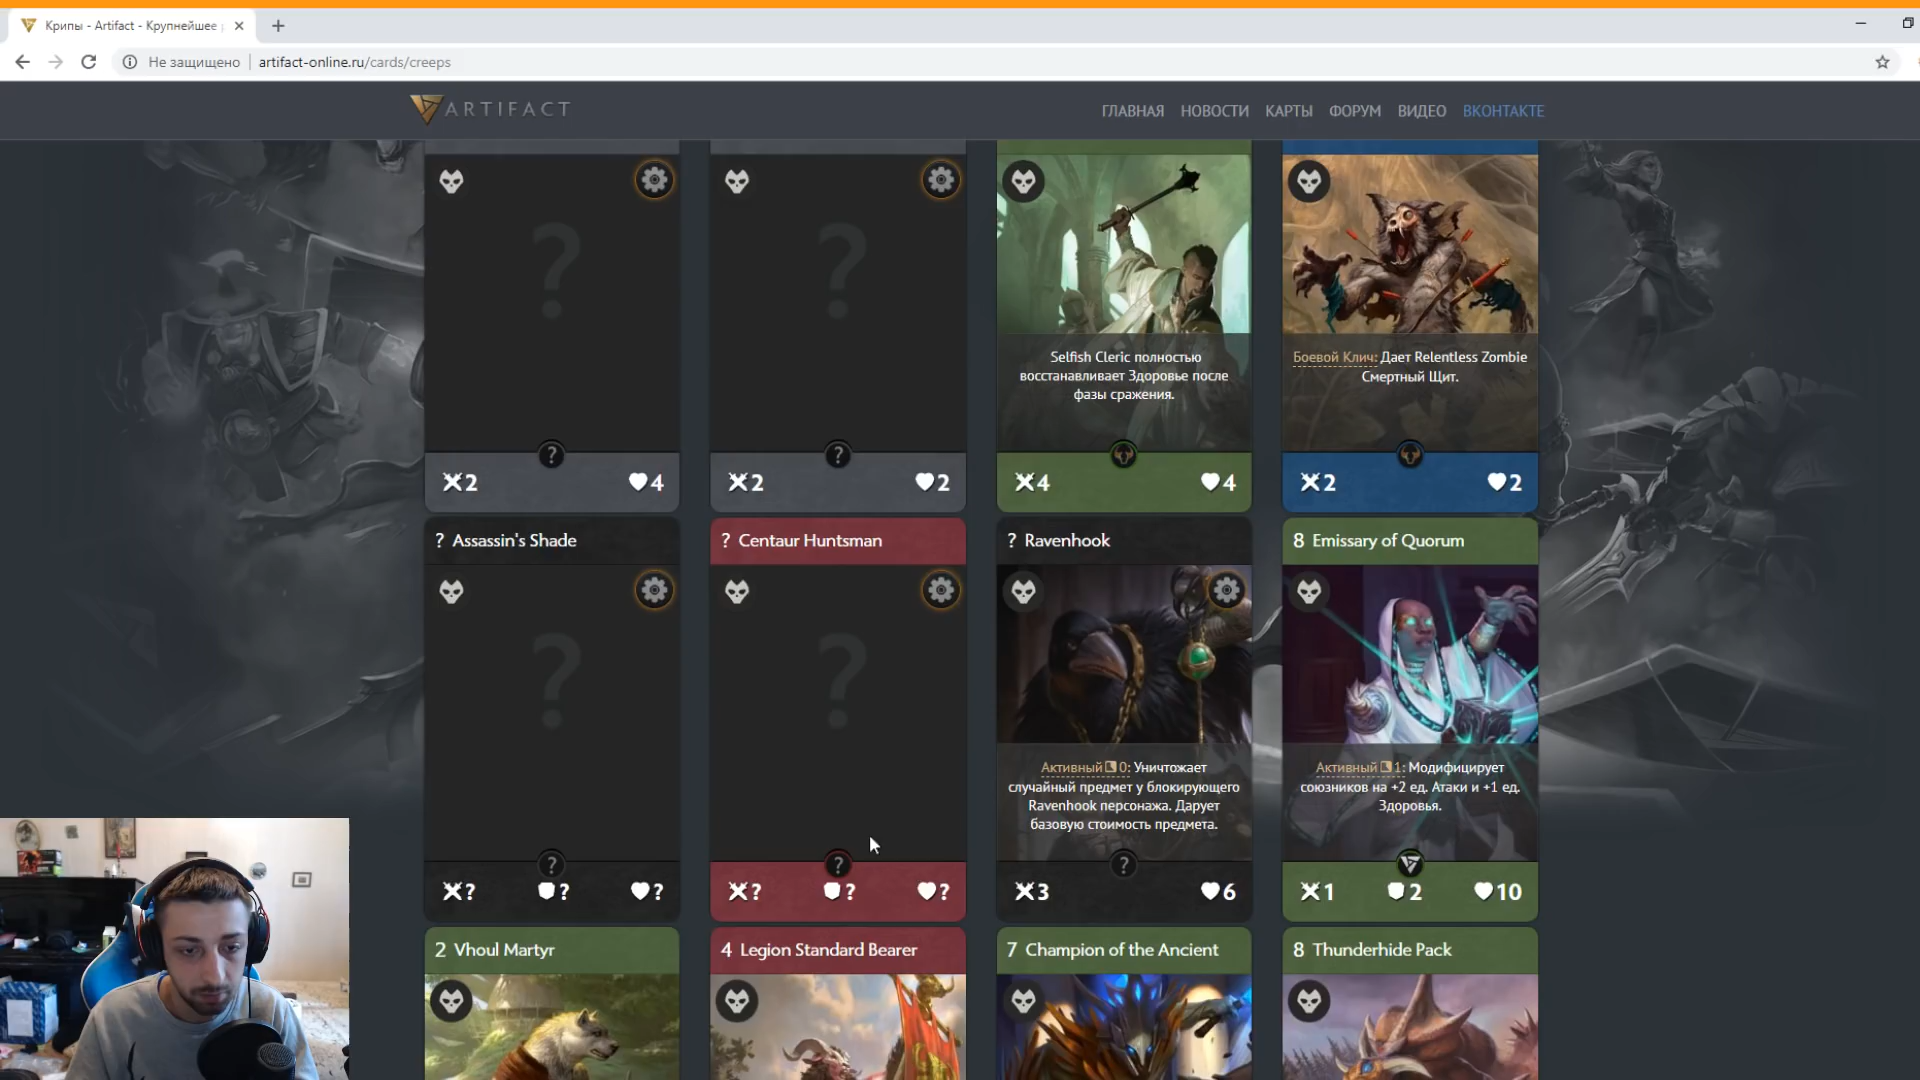 Крипы - Artifact - Крупнейшее
Не защищено
artifact-online.ru/cards/creeps
ARTIFACT
ГЛАВНАЯ НОВОСТИ КАРТЫ ФОРУМ ВИДЕО ВКОНТАКТЕ
?
?
Selfish Cleric полностью
восстанавливает Здоровье после
фазы сражения.
Боевой Клич: Дает Relentless Zombie
Смертный Щит.
?
?
2 4
2 2
4 4
2 2
? Assassin's Shade
? Centaur Huntsman
? Ravenhook
8 Emissary of Quorum
?
?
Активный 0: Уничтожает
случайный предмет у блокирующего
Ravenhook персонажа. Дарует
базовую стоимость предмета.
Активный 1: Модифицирует
союзников на +2 ед. Атаки и +1 ед.
Здоровья.
?
?
?
? ? ?
? ? ?
3 6
1 2 10
2 Vhoul Martyr
4 Legion Standard Bearer
7 Champion of the Ancient
8 Thunderhide Pack